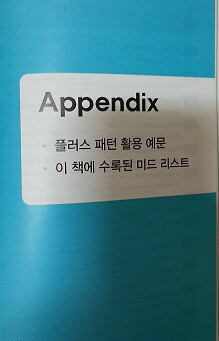 Appendix
플러스 패턴 활용 예문
이 책에 수록된 미드 리스트